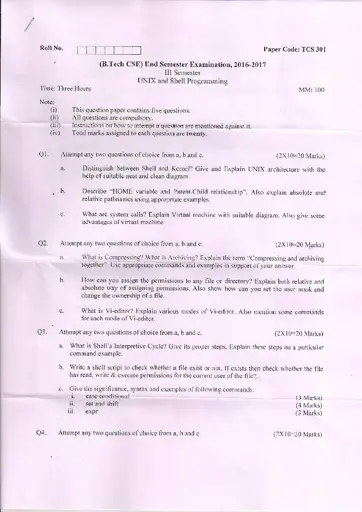 Roll No. Paper Code: TCS 301
(B.Tech CSE) End Semester Examination, 2016-2017
III Semester
UNIX and Shell Programming
Time: Three Hours MM: 100
Note:
(i) This question paper contains five questions.
(ii) All questions are compulsory.
(iii) Instructions on how to attempt a question are mentioned against it.
(iv) Total marks assigned to each question are twenty.
Q1. Attempt any two questions of choice from a, b and c. (2X10=20 Marks)
a. Distinguish between Shell and Kernel? Give and Explain UNIX architecture with the
help of suitable neat and clean diagram.
b. Describe "HOME variable and Parent-Child relationship". Also explain absolute and
relative pathnames using appropriate examples.
c. What are system calls? Explain Virtual machine with suitable diagram. Also give some
advantages of virtual machine.
Q2. Attempt any two questions of choice from a, b and c. (2X10=20 Marks)
a. What is Compressing? What is Archiving? Explain the term "Compressing and archiving
together". Use appropriate commands and examples in support of your answer.
b. How can you assign the permissions to any file or directory? Explain both relative and
absolute way of assigning permissions. Also show how can you set the user mask and
change the ownership of a file.
c. What is Vi-editor? Explain various modes of Vi-editor. Also mention some commands
for each mode of Vi-editor.
Q3. Attempt any two questions of choice from a, b and c. (2X10=20 Marks)
a. What is Shell's Interpretive Cycle? Give its proper steps. Explain these steps on a particular
command example.
b. Write a shell script to check whether a file exist or not. If exists then check whether the file
has read, write & execute permissions for the current user of the file?
c. Give the significance, syntax and examples of following commands.
i. case conditional (3 Marks)
ii. set and shift (4 Marks)
iii. expr (3 Marks)
Q4. Attempt any two questions of choice from a, b and c. (2X10=20 Marks)